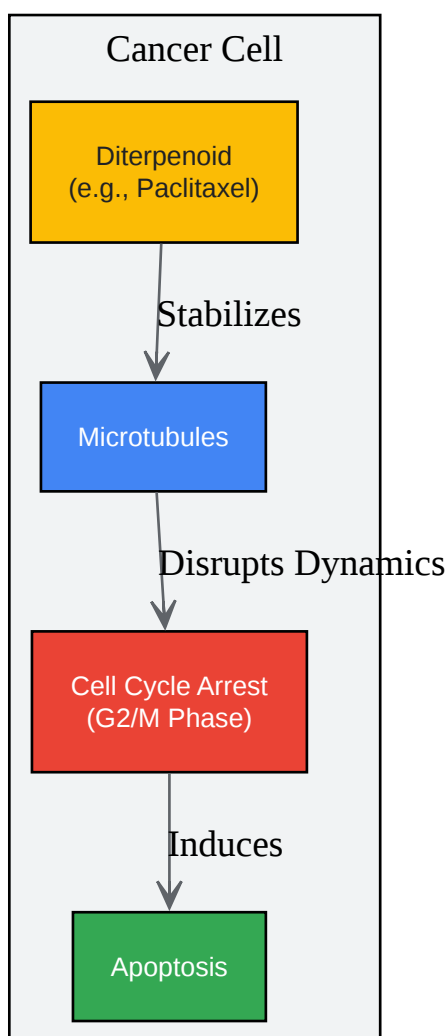 Cancer Cell
Diterpenoid
(e.g., Paclitaxel)
Stabilizes
Microtubules
Disrupts Dynamics
Cell Cycle Arrest
(G2/M Phase)
Induces
Apoptosis